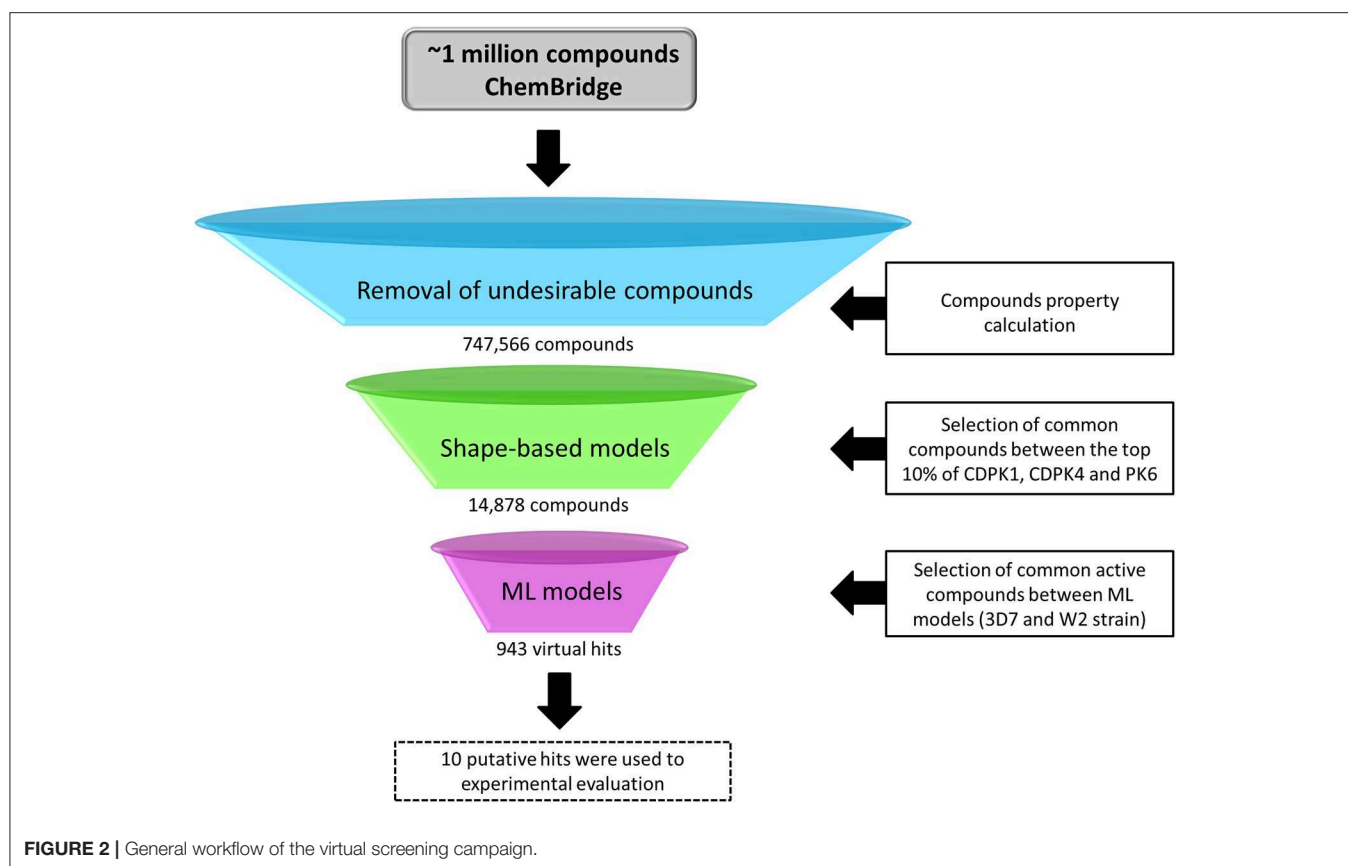 ~1 million compounds
ChemBridge
Removal of undesirable compounds
Compounds property
calculation
747,566 compounds
Shape-based models
Selection of common
compounds between the top
10% of CDPK1, CDPK4 and PK6
14,878 compounds
ML models
Selection of common active
compounds between ML
models (3D7 and W2 strain)
943 virtual hits
10 putative hits were used to
experimental evaluation
FIGURE 2 | General workflow of the virtual screening campaign.